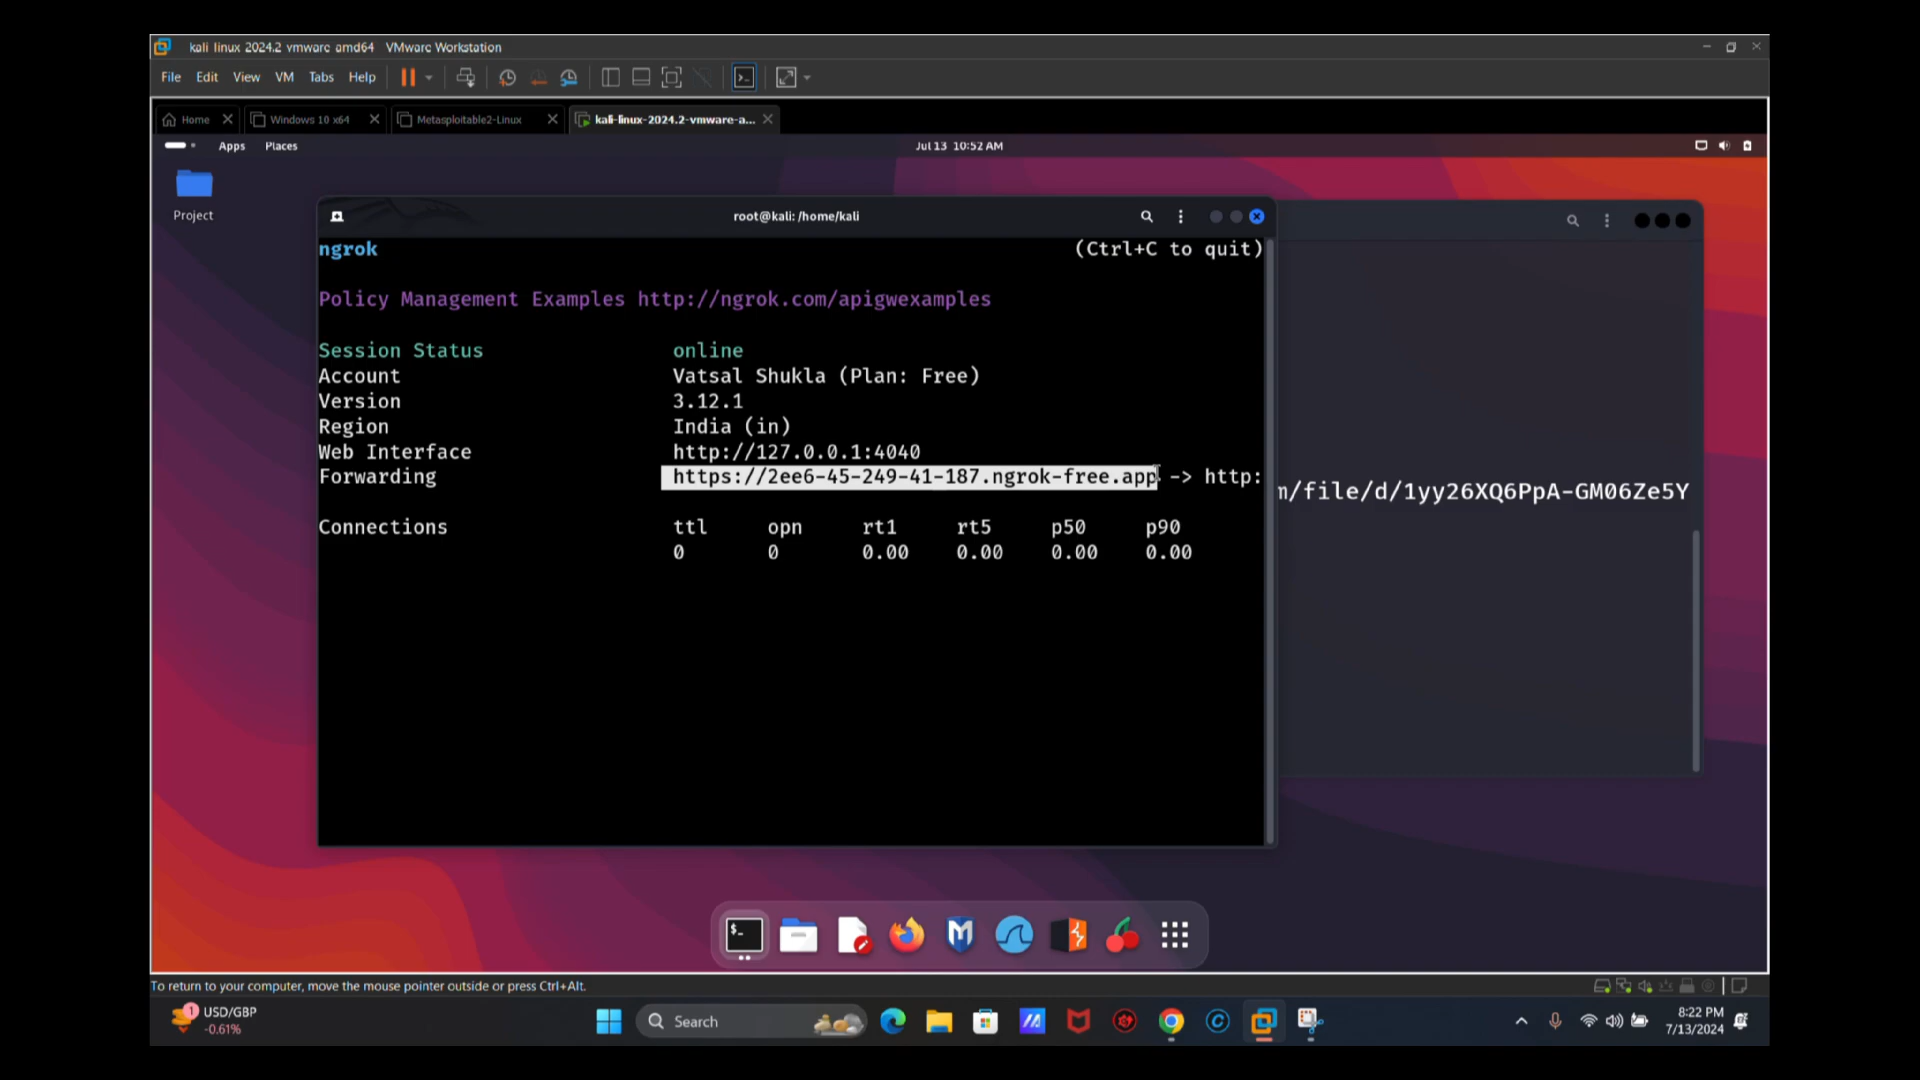 kali linux 2024.2 vmware amd64 VMware Workstation
File Edit View VM Tabs Help
Home
Windows 10 x64
Metasploitable2-Linux
kali-linux-2024.2-vmware-a...
Apps Places
Jul 13 10:52 AM
Project
root@kali: /home/kali
ngrok (Ctrl+C to quit)
Policy Management Examples http://ngrok.com/apigwexamples
Session Status online
Account Vatsal Shukla (Plan: Free)
Version 3.12.1
Region India (in)
Web Interface http://127.0.0.1:4040
Forwarding https://2ee6-45-249-41-187.ngrok-free.app -> http:
m/file/d/1yy26XQ6PpA-GM06Ze5Y
Connections ttl opn rt1 rt5 p50 p90
0 0 0.00 0.00 0.00 0.00
To return to your computer, move the mouse pointer outside or press Ctrl+Alt.
1
USD/GBP
-0.61%
Search
8:22 PM
7/13/2024